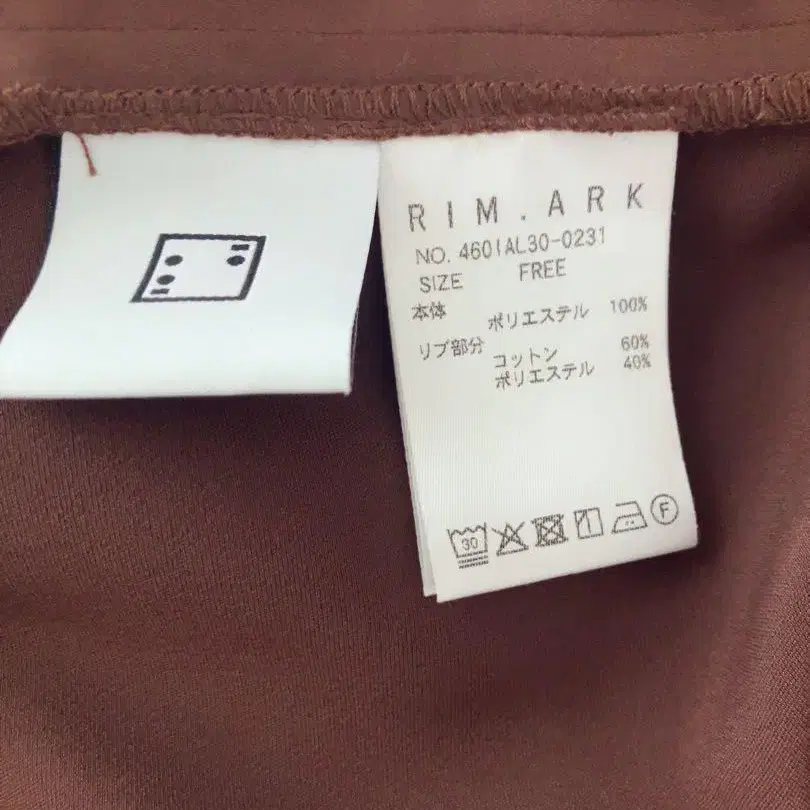 RIM.ARK
NO. 460IAL30-0231
SIZE FREE
本体 ポリエステル 100%
リブ部分 コットン 60%
ポリエステル 40%
30 F